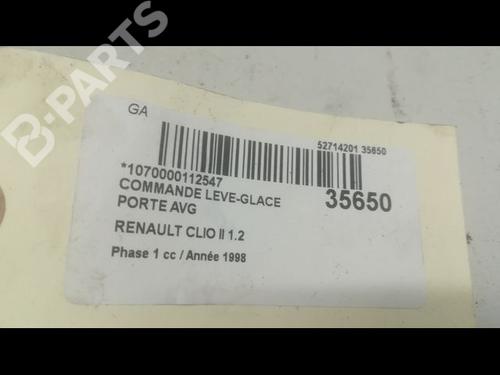 B-PARTS
GA
52714201 35650
*1070000112547
COMMANDE LEVE-GLACE
PORTE AVG
35650
RENAULT CLIO II 1.2
Phase 1 cc / Année 1998